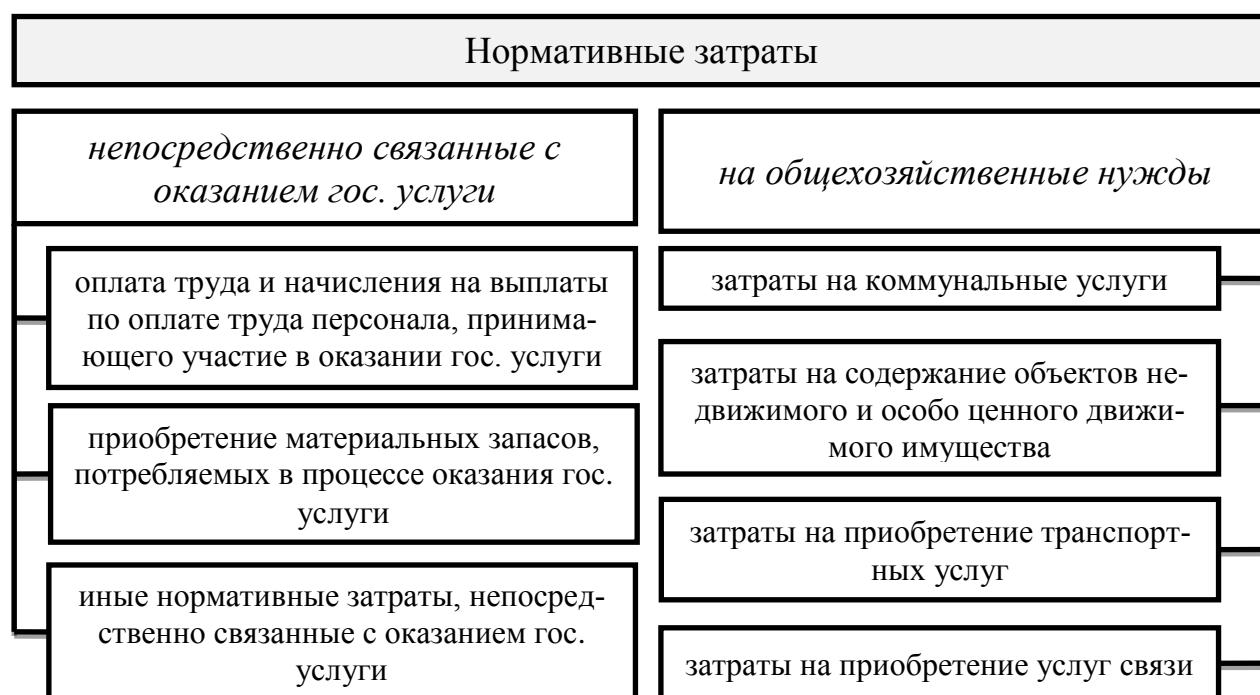 Нормативные затраты
непосредственно связанные с
оказанием гос. услуги
оплата труда и начисления на выплаты
по оплате труда персонала, принима-
ющего участие в оказании гос. услуги
приобретение материальных запасов,
потребляемых в процессе оказания гос.
услуги
иные нормативные затраты, непосред-
ственно связанные с оказанием гос.
услуги
на общехозяйственные нужды
затраты на коммунальные услуги
затраты на содержание объектов не-
движимого и особо ценного движи-
мого имущества
затраты на приобретение транспорт-
ных услуг
затраты на приобретение услуг связи